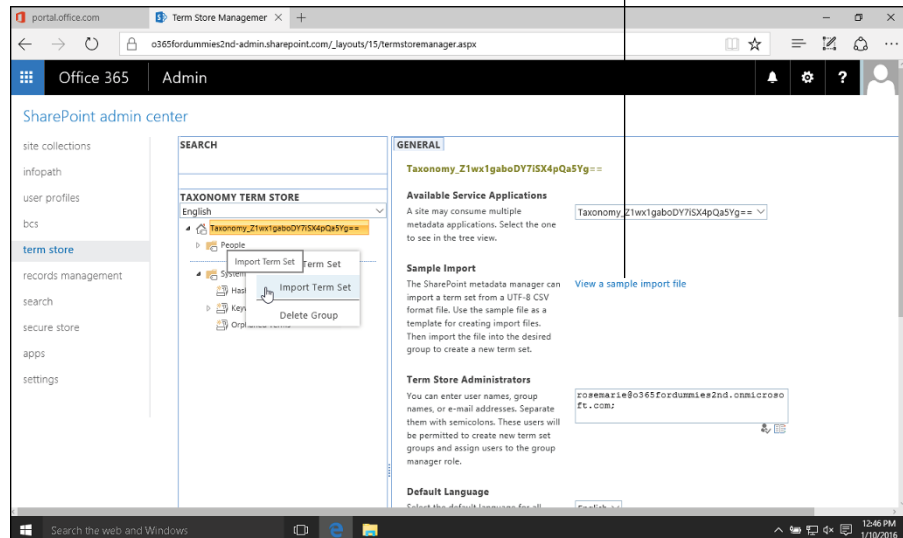 portal.office.com
Term Store Managemer
o365fordummies2nd-admin.sharepoint.com/_layouts/15/termstoremanager.aspx
Office 365
Admin
?
SharePoint admin center
site collections
infopath
user profiles
bcs
term store
records management
search
secure store
apps
settings
SEARCH
TAXONOMY TERM STORE
English
Taxonomy_Z1wx1gaboDY7iSX4pQa5Yg==
People
Import Term Set
Term Set
System
Import Term Set
Delete Group
GENERAL
Taxonomy_Z1wx1gaboDY7iSX4pQa5Yg==
Available Service Applications
A site may consume multiple
metadata applications. Select the one
to see in the tree view.
Taxonomy_Z1wx1gaboDY7iSX4pQa5Yg==
Sample Import
The SharePoint metadata manager can
import a term set from a UTF-8 CSV
format file. Use the sample file as a
template for creating import files.
Then import the file into the desired
group to create a new term set.
View a sample import file
Term Store Administrators
You can enter user names, group
names, or e-mail addresses. Separate
them with semicolons. These users will
be permitted to create new term set
groups and assign users to the group
manager role.
rosemarie@o365fordummies2nd.onmicroso
ft.com;
Default Language
Search the web and Windows
12:46 PM
1/10/2016